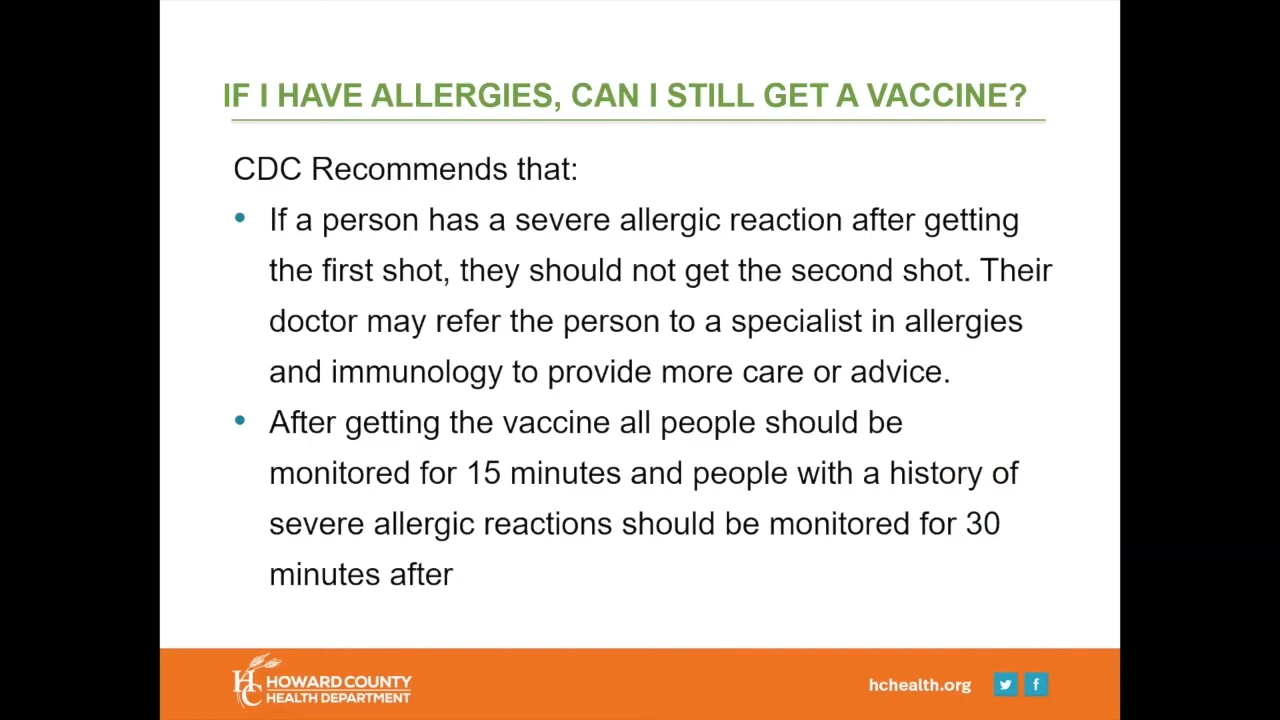 IF I HAVE ALLERGIES, CAN I STILL GET A VACCINE?
CDC Recommends that:
• If a person has a severe allergic reaction after getting
the first shot, they should not get the second shot. Their
doctor may refer the person to a specialist in allergies
and immunology to provide more care or advice.
• After getting the vaccine all people should be
monitored for 15 minutes and people with a history of
severe allergic reactions should be monitored for 30
minutes after
HC HOWARD COUNTY
HEALTH DEPARTMENT
hchealth.org